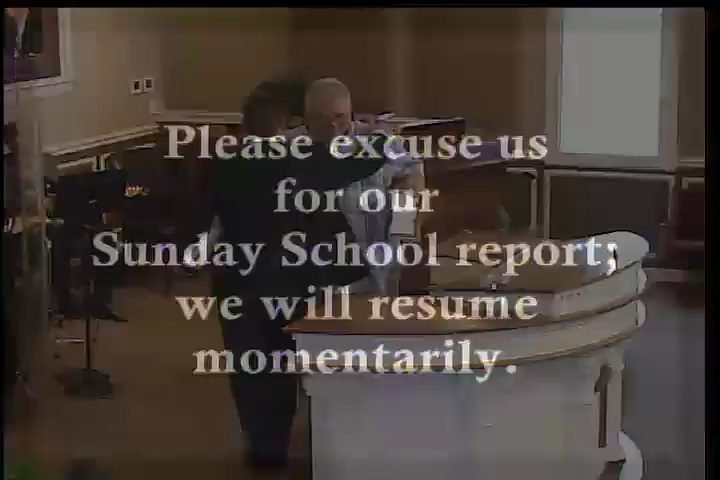 Please excuse us
for our
Sunday School report;
we will resume
momentarily.